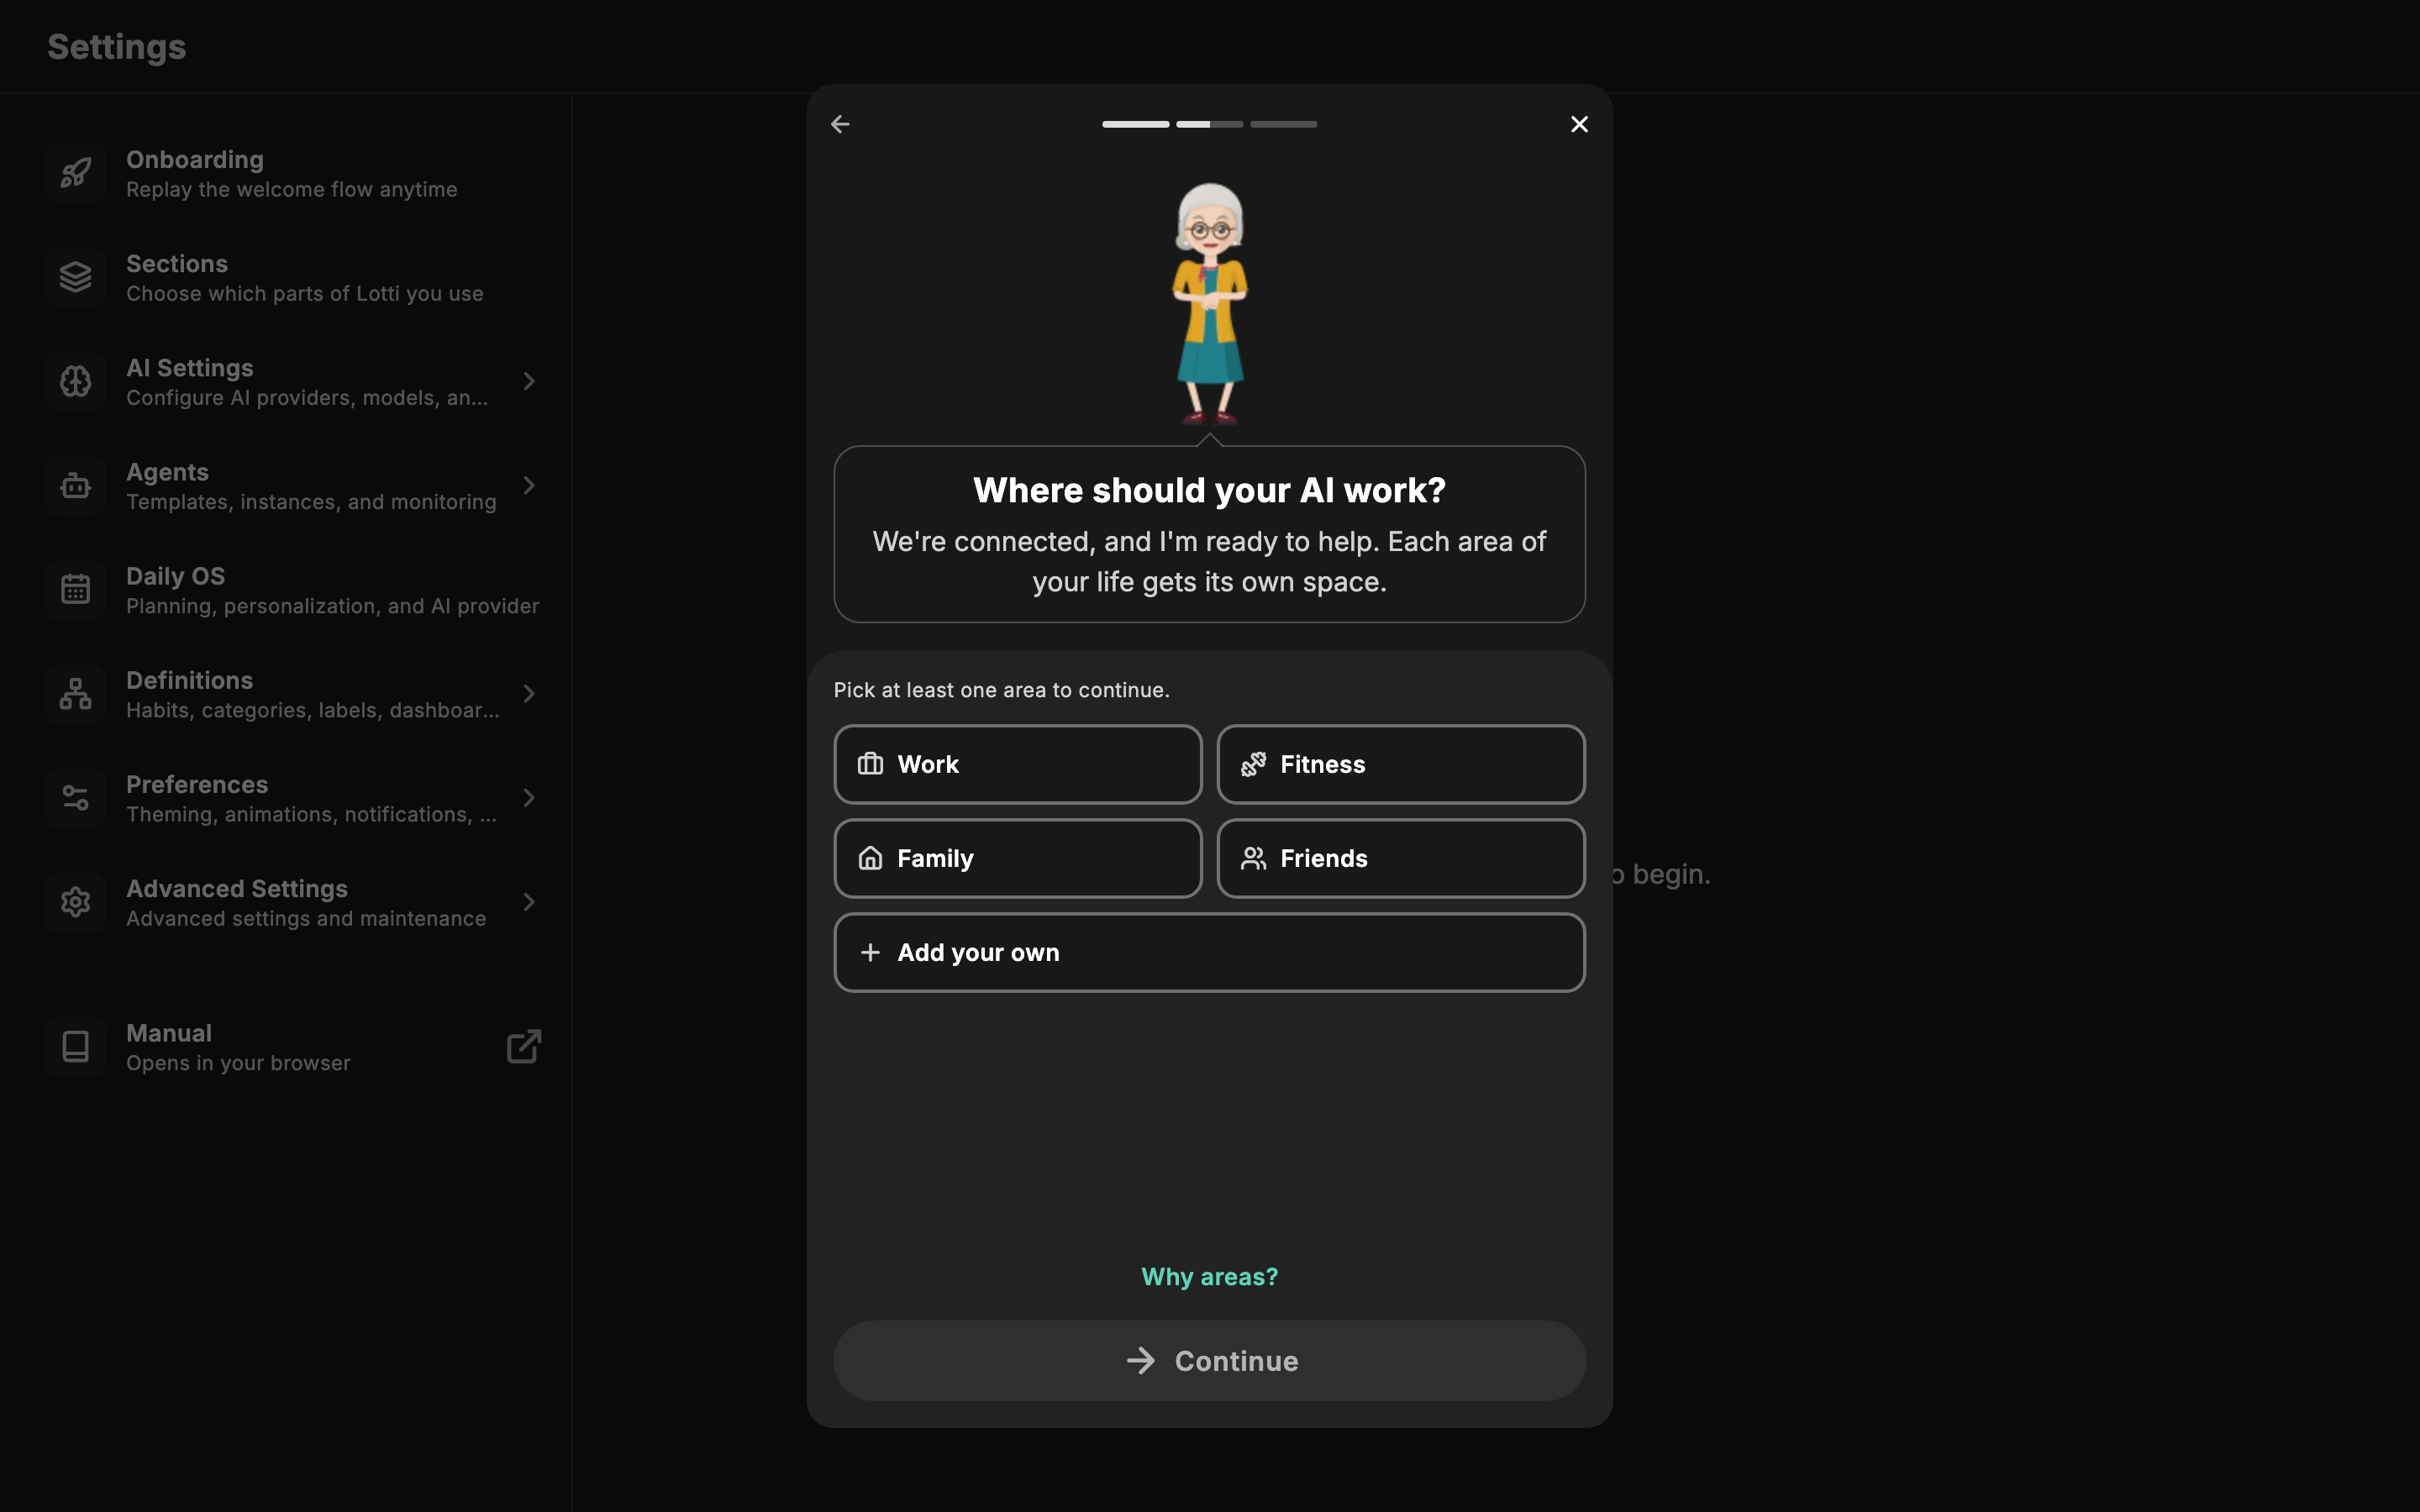 Settings
Onboarding
Replay the welcome flow anytime
Sections
Choose which parts of Lotti you use
AI Settings
Configure AI providers, models, an...
Agents
Templates, instances, and monitoring
Daily OS
Planning, personalization, and AI provider
Definitions
Habits, categories, labels, dashboar...
Preferences
Theming, animations, notifications, ...
Advanced Settings
Advanced settings and maintenance
Manual
Opens in your browser
Where should your AI work?
We're connected, and I'm ready to help. Each area of
your life gets its own space.
Pick at least one area to continue.
Work
Fitness
Family
Friends
Add your own
Why areas?
Continue
o begin.